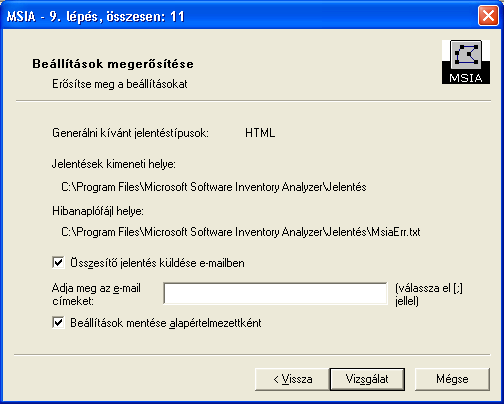 MSIA - 9. lépés, összesen: 11
Beállítások megerősítése
Erősítse meg a beállításokat
MSIA
Generálni kívánt jelentéstípusok: HTML
Jelentések kimeneti helye:
C:\Program Files\Microsoft Software Inventory Analyzer\Jelentés
Hibanaplófájl helye:
C:\Program Files\Microsoft Software Inventory Analyzer\Jelentés\MsiaErr.txt
Összesítő jelentés küldése e-mailben
Adja meg az e-mail címeket:
(válassza el [;] jellel)
Beállítások mentése alapértelmezettként
< Vissza Vizsgálat Mégse